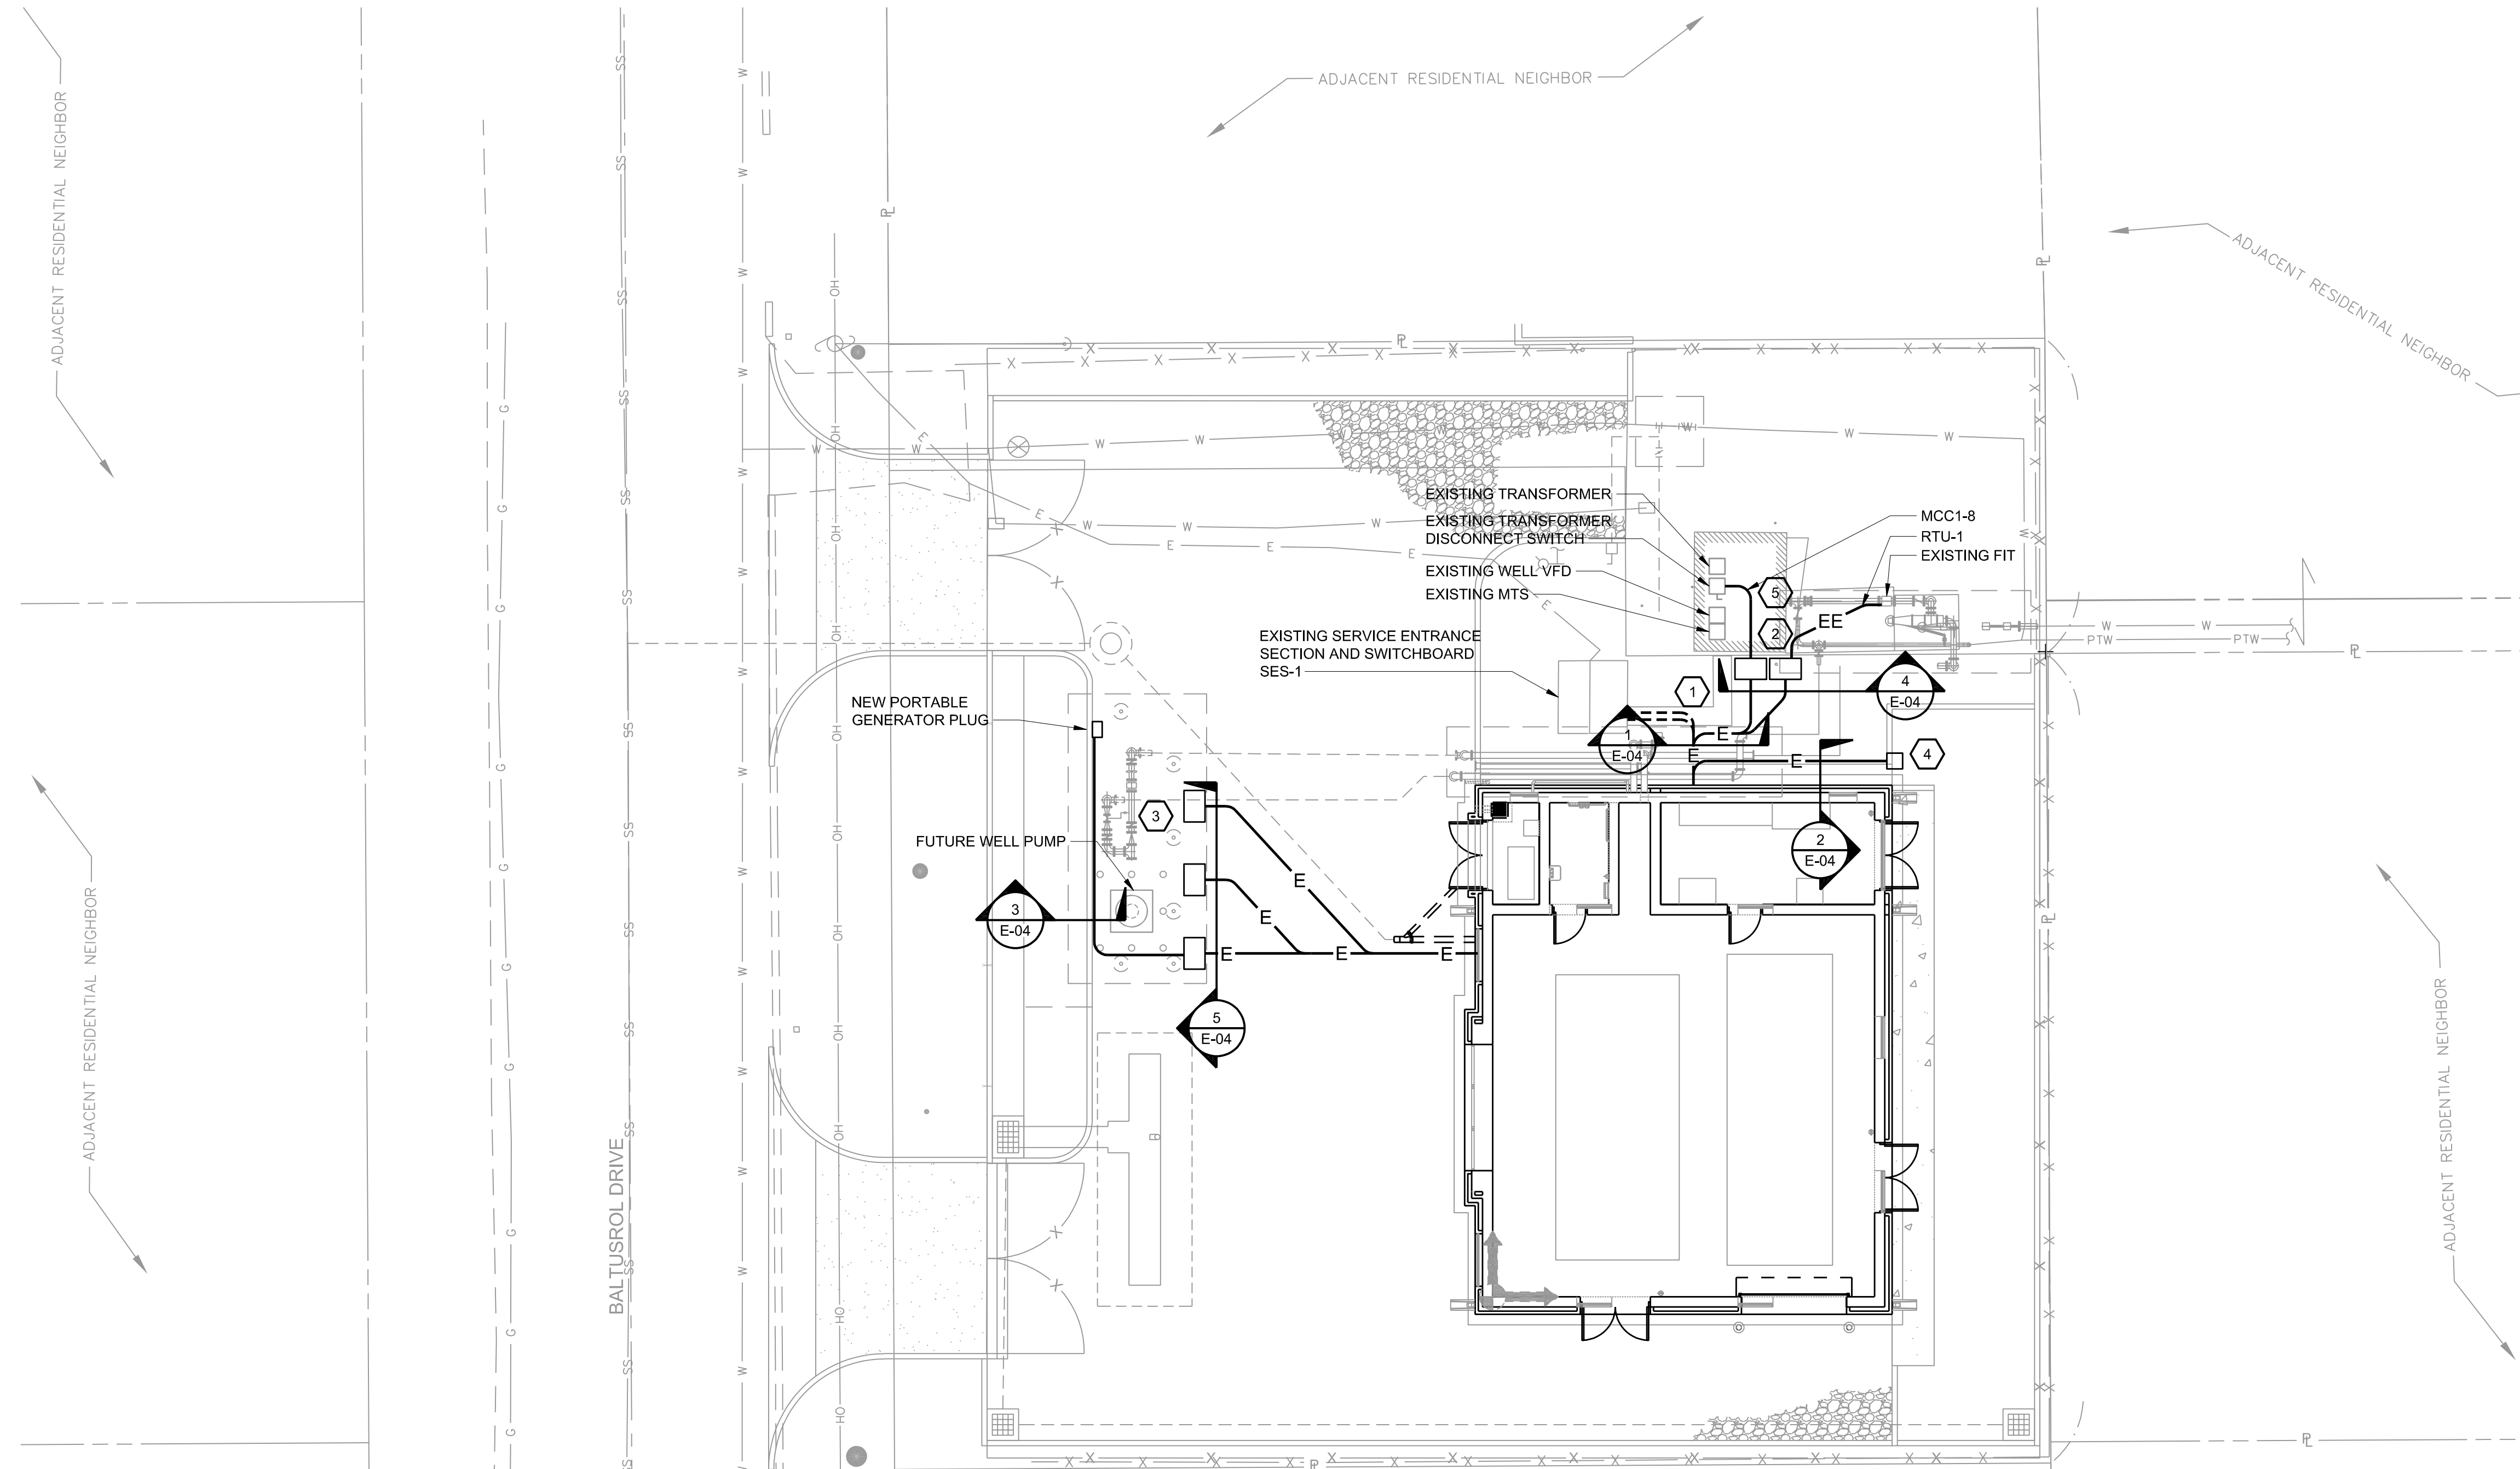 ADJACENT RESIDENTIAL NEIGHBOR
ADJACENT RESIDENTIAL NEIGHBOR
ADJACENT RESIDENTIAL NEIGHBOR
EXISTING TRANSFORMER
EXISTING TRANSFORMER
DISCONNECT SWITCH
EXISTING WELL VFD
EXISTING MTS
MCC1-8
RTU-1
EXISTING FIT
5
2
EE
EXISTING SERVICE ENTRANCE
SECTION AND SWITCHBOARD
SES-1
1
4
E-04
1
E-04
E
E
E
4
2
E-04
NEW PORTABLE
GENERATOR PLUG
3
FUTURE WELL PUMP
3
E-04
E
E
E
E
E
5
E-04
W
W
PTW
PTW
ADJACENT RESIDENTIAL NEIGHBOR
ADJACENT RESIDENTIAL NEIGHBOR
BALTUSROL DRIVE